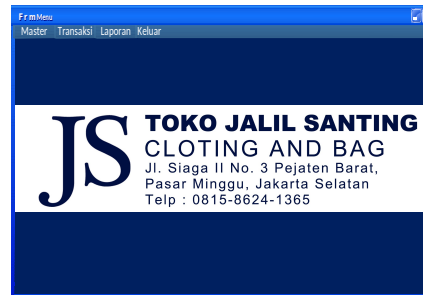 FrmMenu
Master Transaksi Laporan Keluar
JS
TOKO JALIL SANTING
CLOTING AND BAG
Jl. Siaga II No. 3 Pejaten Barat,
Pasar Minggu, Jakarta Selatan
Telp : 0815-8624-1365